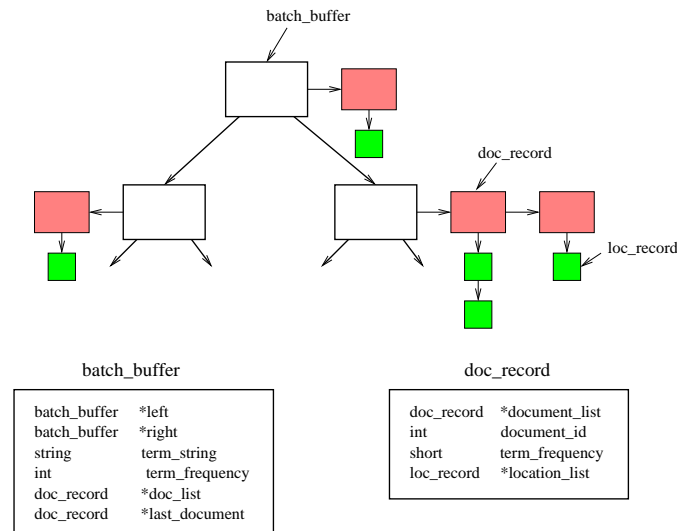 batch_buffer
doc_record
loc_record
batch_buffer
batch_buffer *left
batch_buffer *right
string term_string
int term_frequency
doc_record *doc_list
doc_record *last_document
doc_record
doc_record *document_list
int document_id
short term_frequency
loc_record *location_list